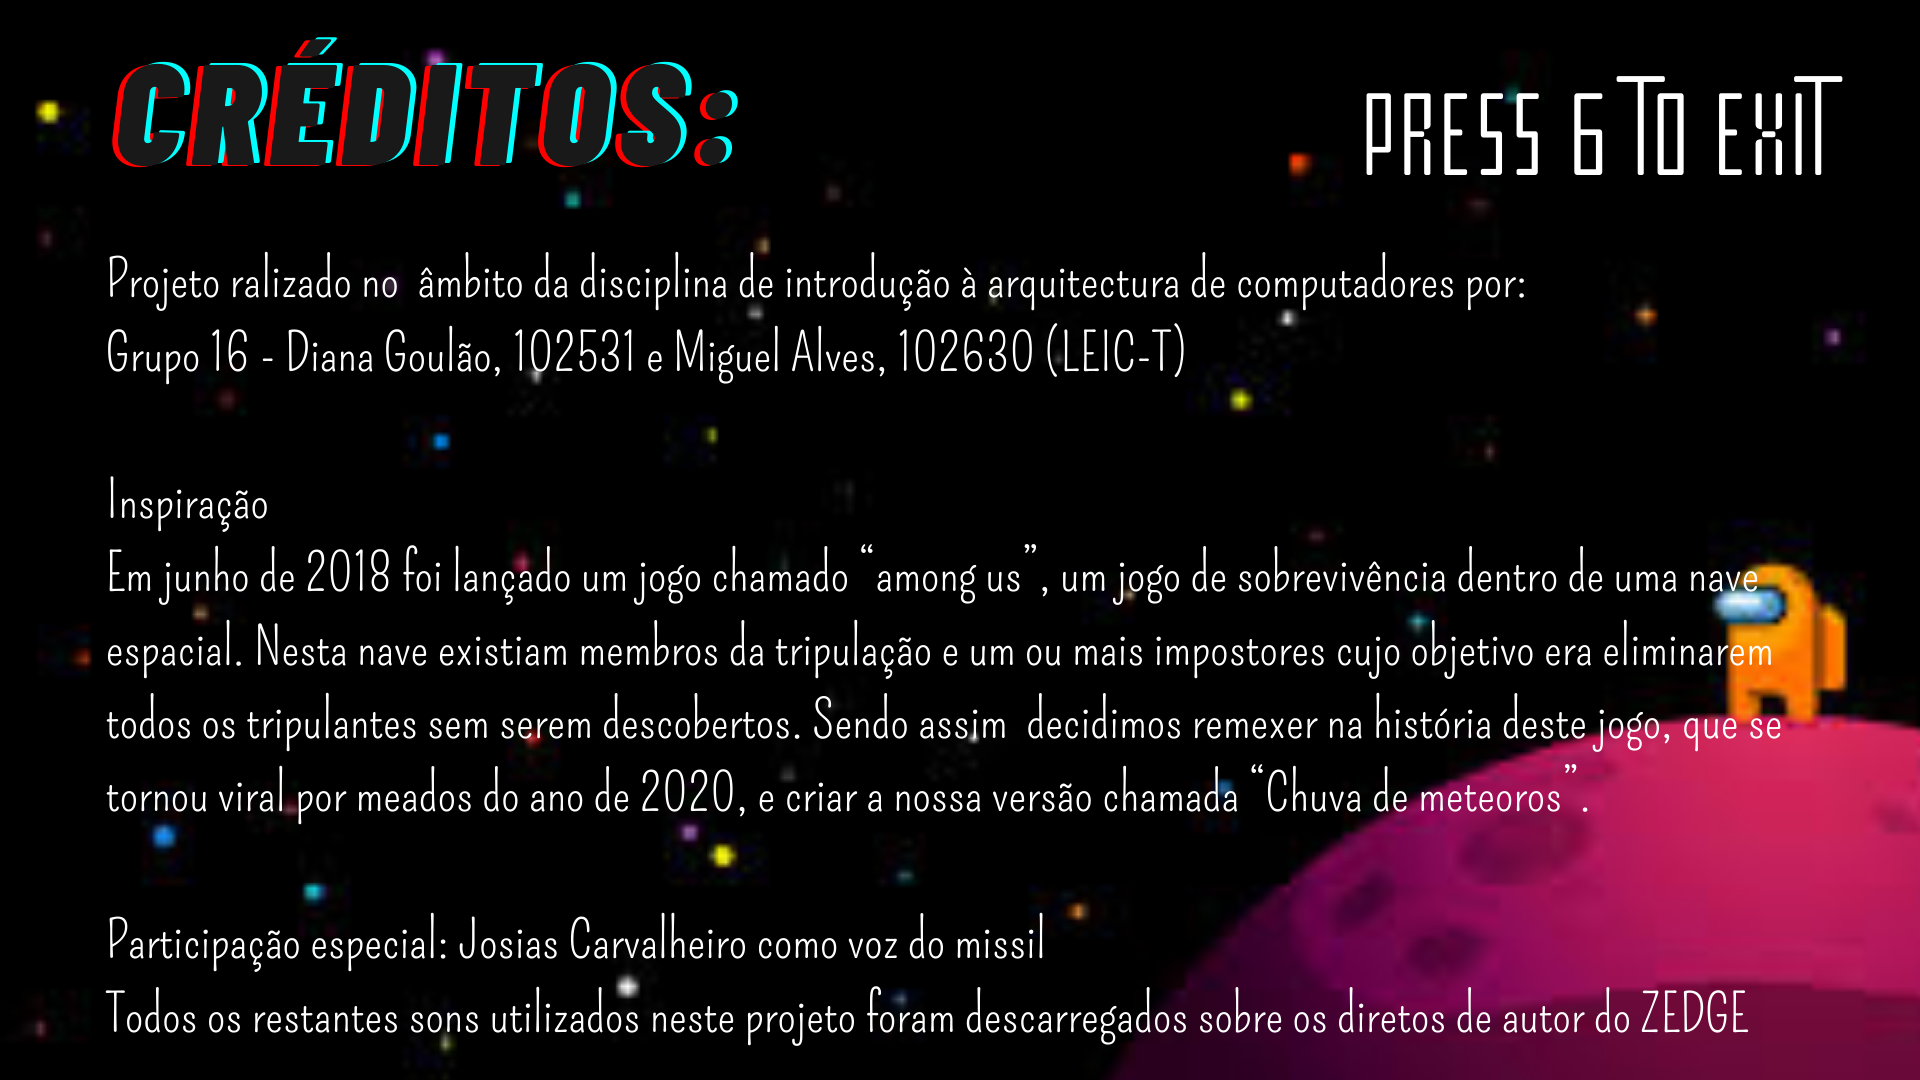 CRÉDITOS:
PRESS 6 TO EXIT
Projeto ralizado no âmbito da disciplina de introdução à arquitectura de computadores por:
Grupo 16 - Diana Goulão, 102531 e Miguel Alves, 102630 (LEIC-T)
Inspiração
Em junho de 2018 foi lançado um jogo chamado “among us”, um jogo de sobrevivência dentro de uma nave
espacial. Nesta nave existiam membros da tripulação e um ou mais impostores cujo objetivo era eliminarem
todos os tripulantes sem serem descobertos. Sendo assim decidimos remexer na história deste jogo, que se
tornou viral por meados do ano de 2020, e criar a nossa versão chamada “Chuva de meteoros”.
Participação especial: Josias Carvalheiro como voz do missil
Todos os restantes sons utilizados neste projeto foram descarregados sobre os diretos de autor do ZEDGE